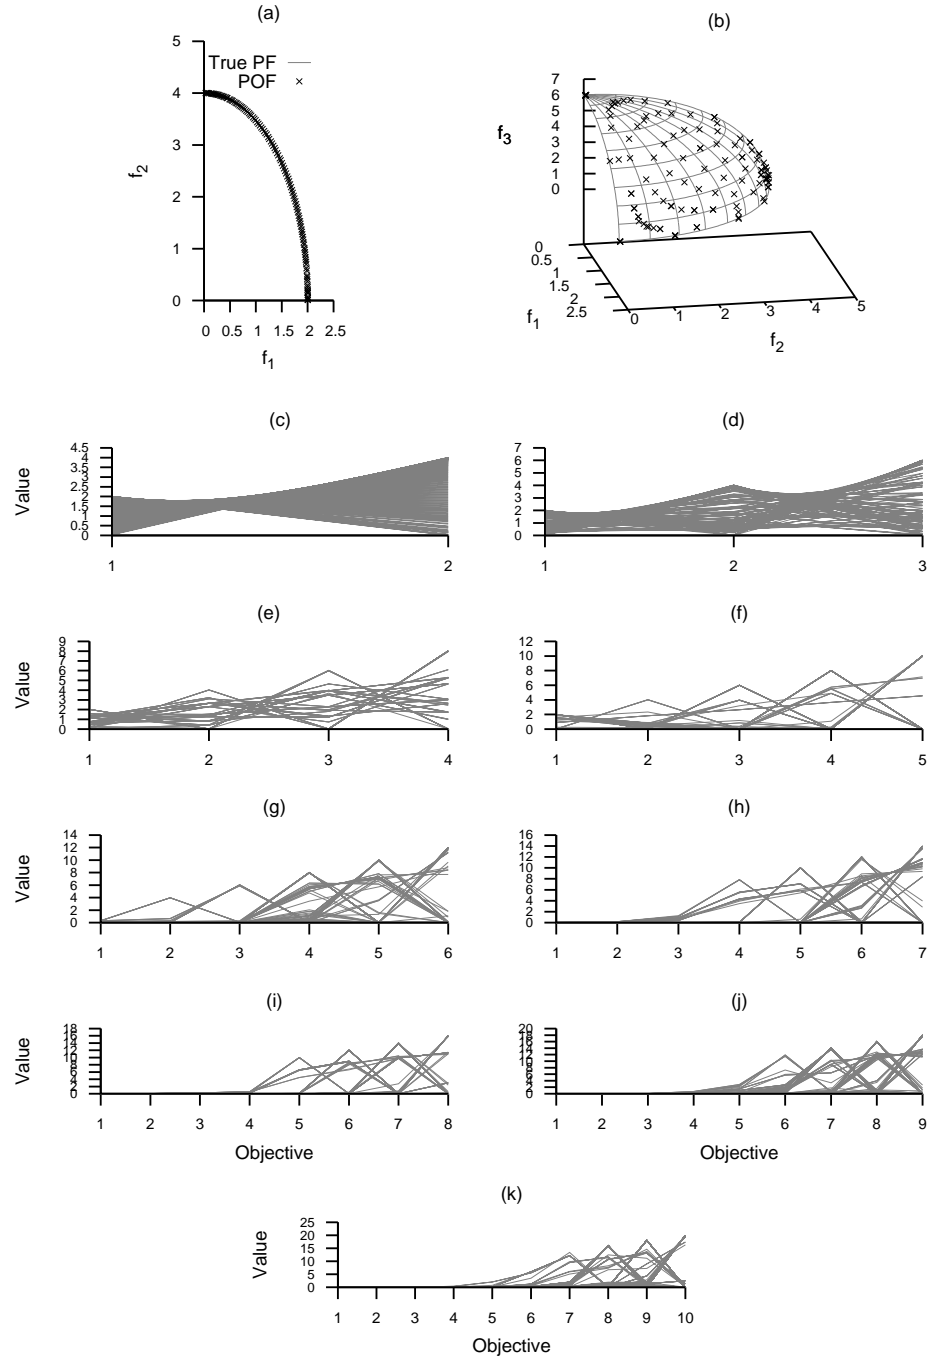 (a)
5
4
3
2
1
0
f2
True PF
POF
0 0.5 1 1.5 2 2.5
f1
(b)
7
6
5
4
3
2
1
0
f3
0
0.5
1
1.5
2
2.5
f1
0 1 2 3 4 5
f2
(c)
Value
4.5
4
3.5
3
2.5
2
1.5
1
0.5
0
1 2
(d)
7
6
5
4
3
2
1
0
1 2 3
(e)
Value
9
8
7
6
5
4
3
2
1
0
1 2 3 4
(f)
12
10
8
6
4
2
0
1 2 3 4 5
(g)
Value
14
12
10
8
6
4
2
0
1 2 3 4 5 6
(h)
16
14
12
10
8
6
4
2
0
1 2 3 4 5 6 7
(i)
Value
18
16
14
12
10
8
6
4
2
0
1 2 3 4 5 6 7 8
Objective
(j)
20
18
16
14
12
10
8
6
4
2
0
1 2 3 4 5 6 7 8 9
Objective
(k)
Value
25
20
15
10
5
0
1 2 3 4 5 6 7 8 9 10
Objective